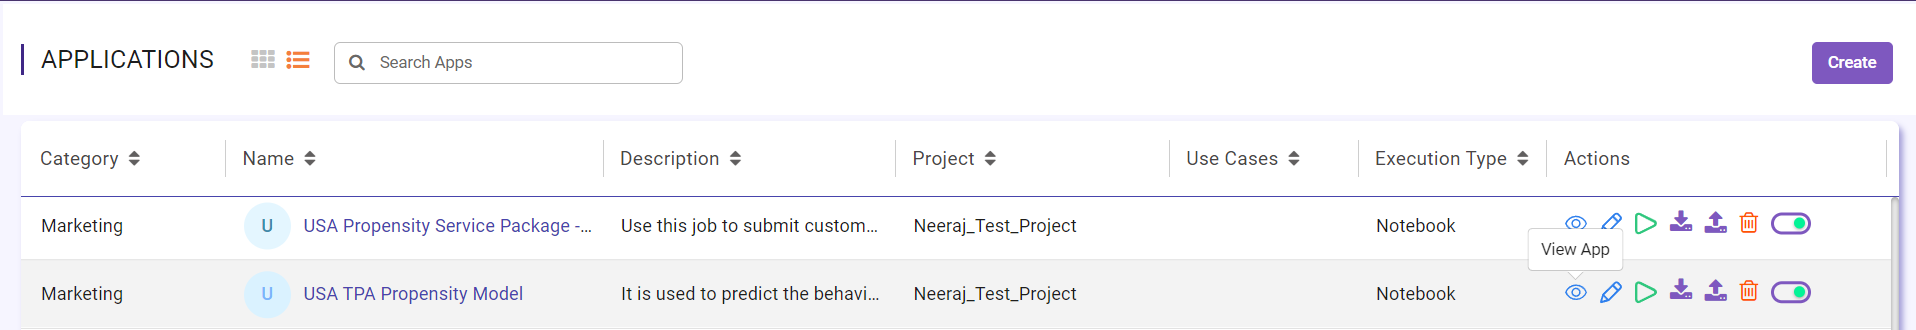 APPLICATIONS Search Apps Create
Category Name Description Project Use Cases Execution Type Actions
Marketing U USA Propensity Service Package -... Use this job to submit custom... Neeraj_Test_Project Notebook
View App
Marketing U USA TPA Propensity Model It is used to predict the behavi... Neeraj_Test_Project Notebook